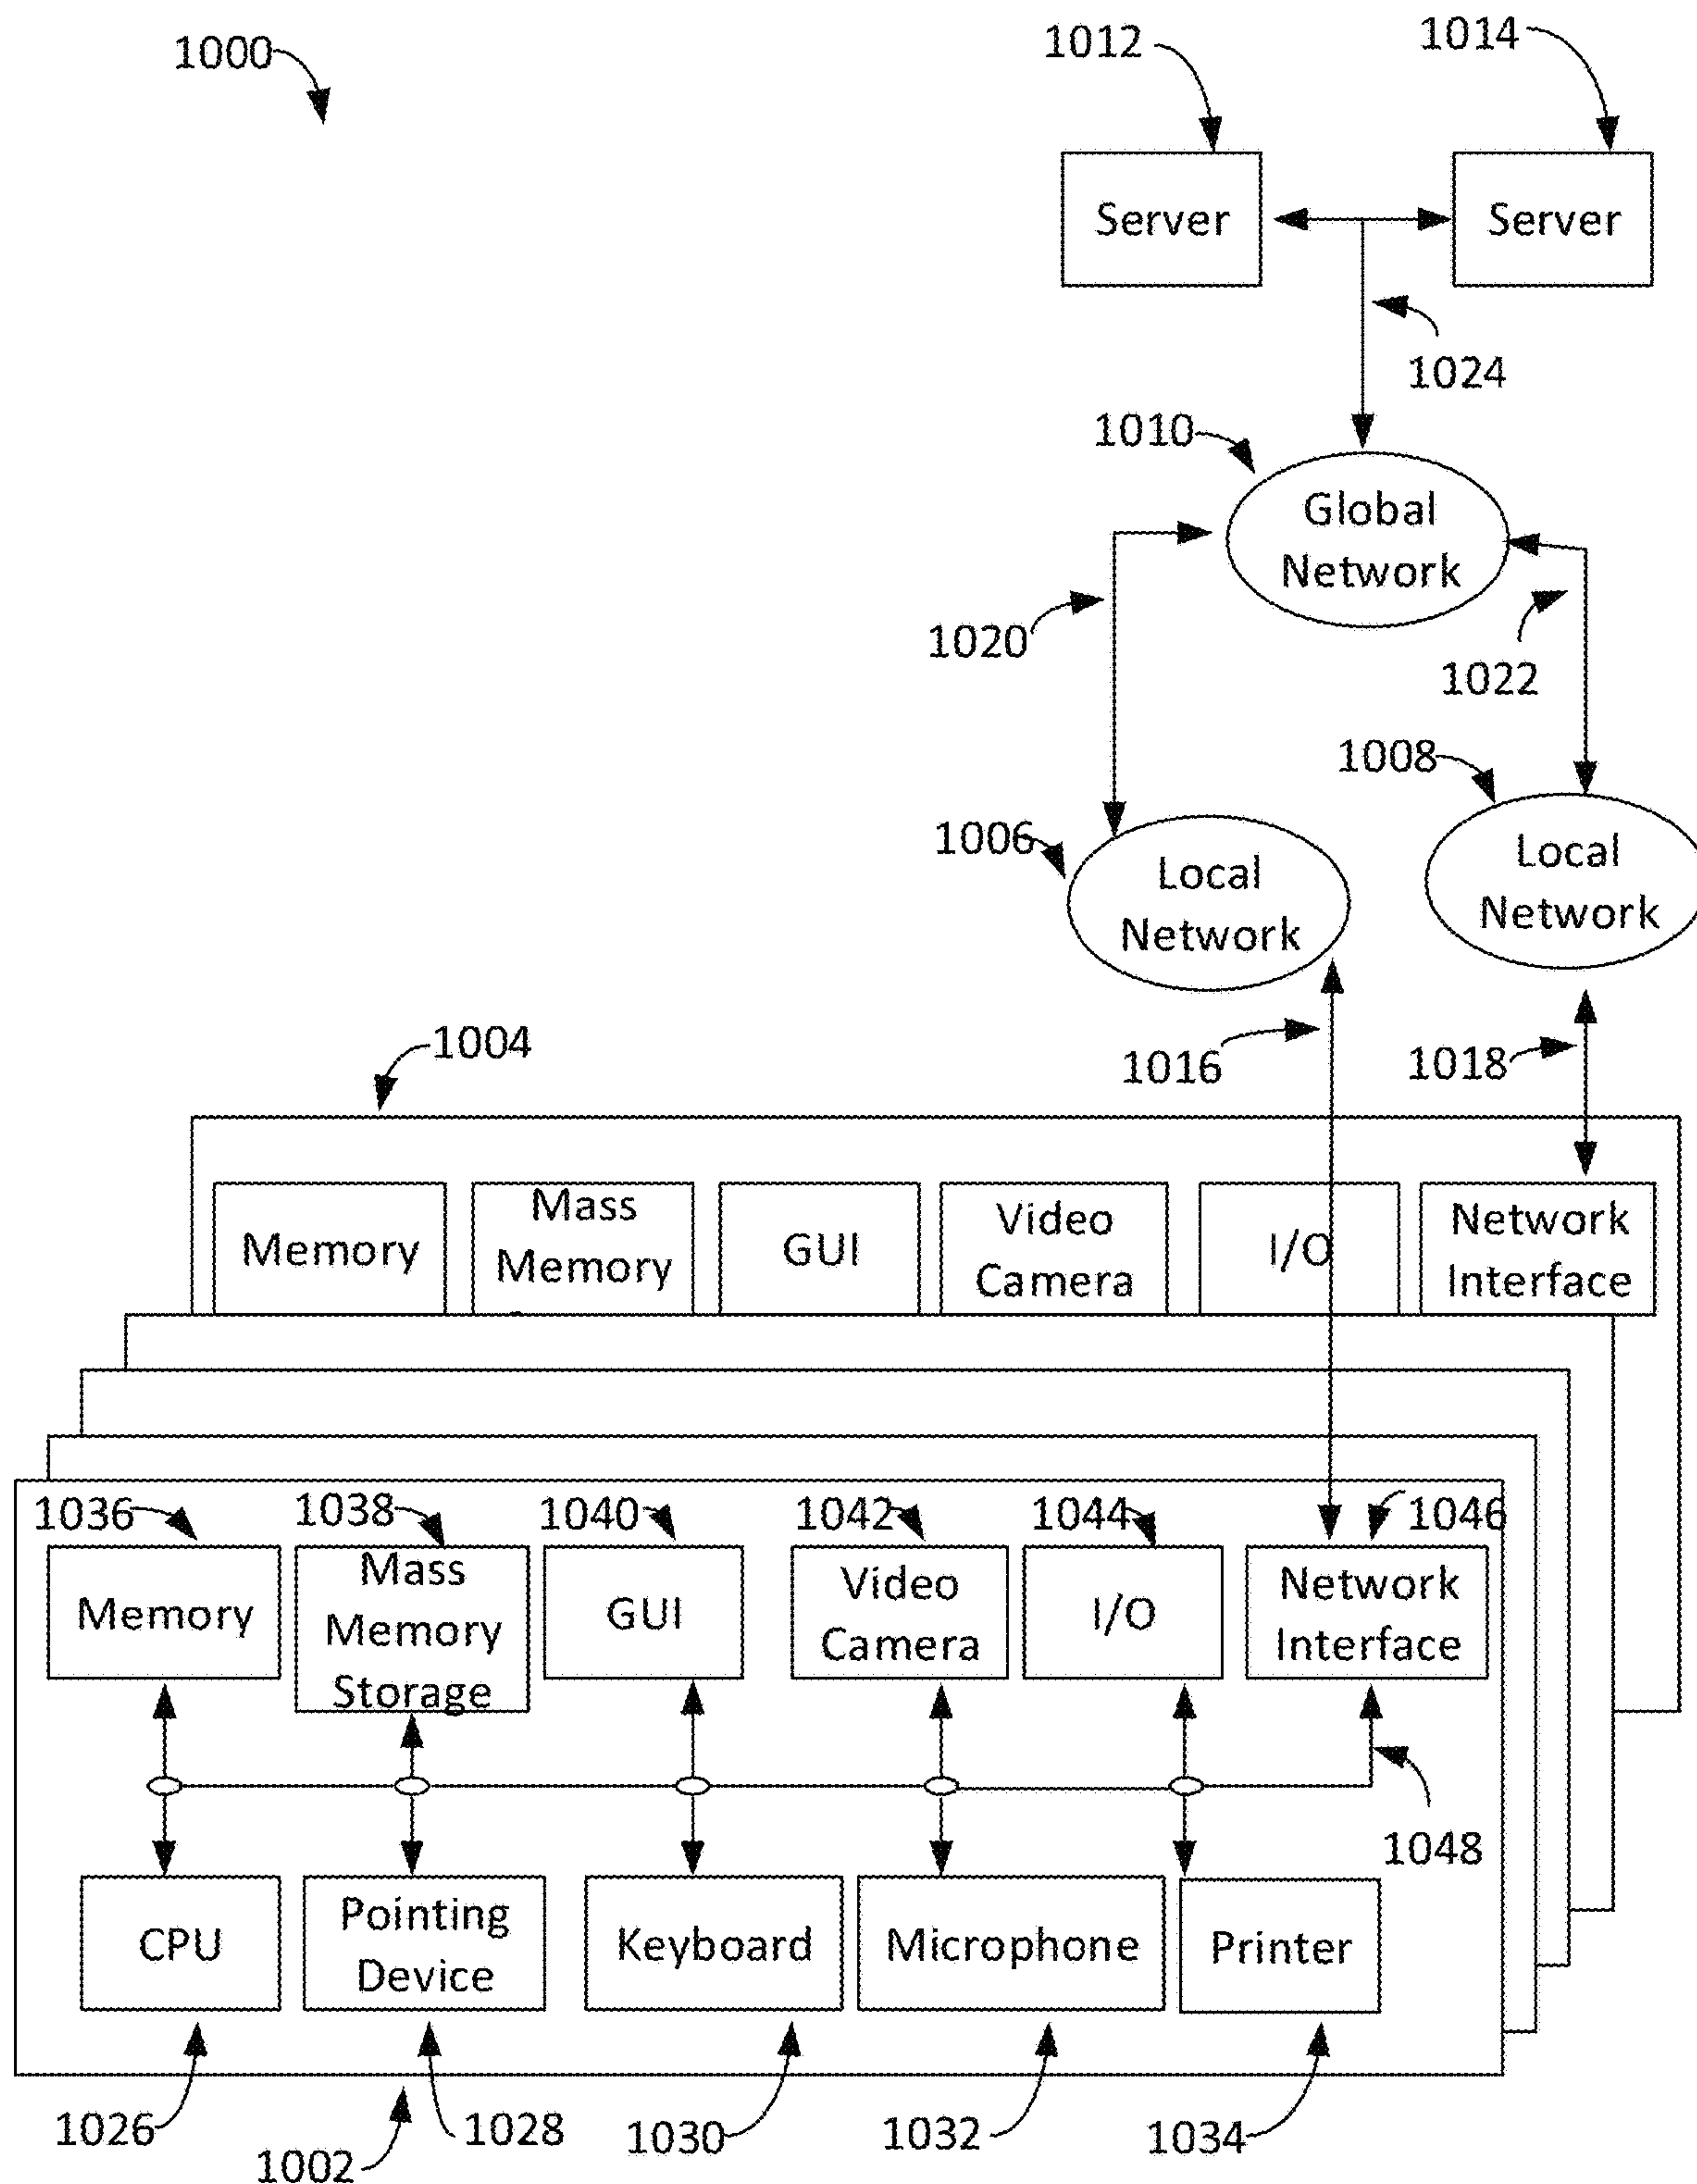 1000
1012
1014
Server
Server
1024
1010
Global
Network
1020
1022
1008
1006
Local
Network
Local
Network
1004
1016
1018
Memory
Mass
Memory
GUI
Video
Camera
I/O
Network
Interface
1036
1038
1040
1042
1044
1046
Memory
Mass
Memory
Storage
GUI
Video
Camera
I/O
Network
Interface
1048
CPU
Pointing
Device
Keyboard
Microphone
Printer
1026
1002
1028
1030
1032
1034